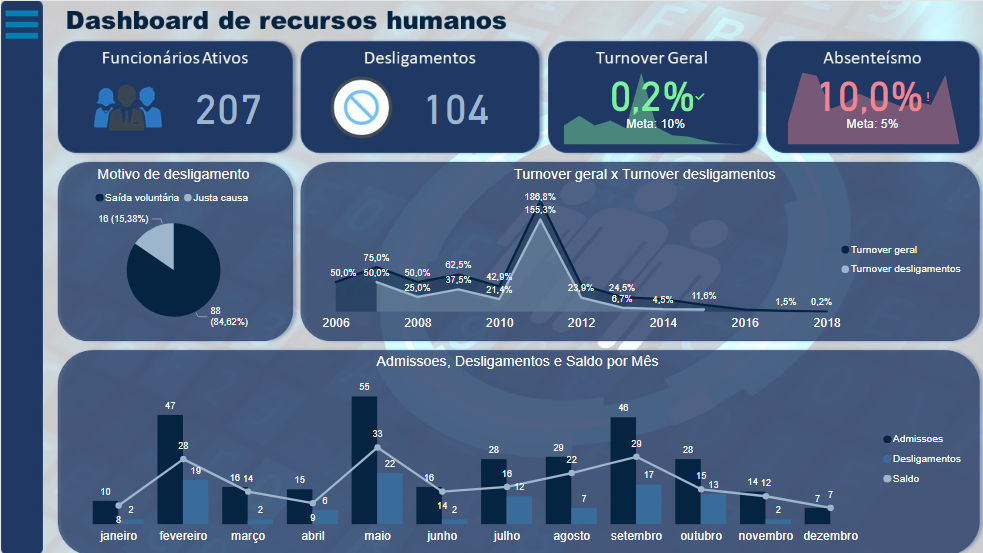 Dashboard de recursos humanos
Funcionários Ativos
207
Desligamentos
104
Turnover Geral
0,2%
Meta: 10%
Absenteísmo
10,0% !
Meta: 5%
Motivo de desligamento
Saída voluntária Justa causa
16 (15,38%)
88
(84,62%)
Turnover geral x Turnover desligamentos
186,8%
155,3%
75,0%
62,5%
50,0% 50,0% 50,0% 42,9%
25,0% 37,5% 21,4% 23,9% 24,5%
6,7% 4,5% 11,6% 1,5% 0,2%
2006 2008 2010 2012 2014 2016 2018
Turnover geral
Turnover desligamentos
Admissoes, Desligamentos e Saldo por Mês
10 47 16 15 55 16 28 29 46 28 14 7
8 28 14 6 33 14 16 22 29 15 12 7
2 19 2 9 22 2 12 7 17 13 2
janeiro fevereiro março abril maio junho julho agosto setembro outubro novembro dezembro
Admissoes
Desligamentos
Saldo